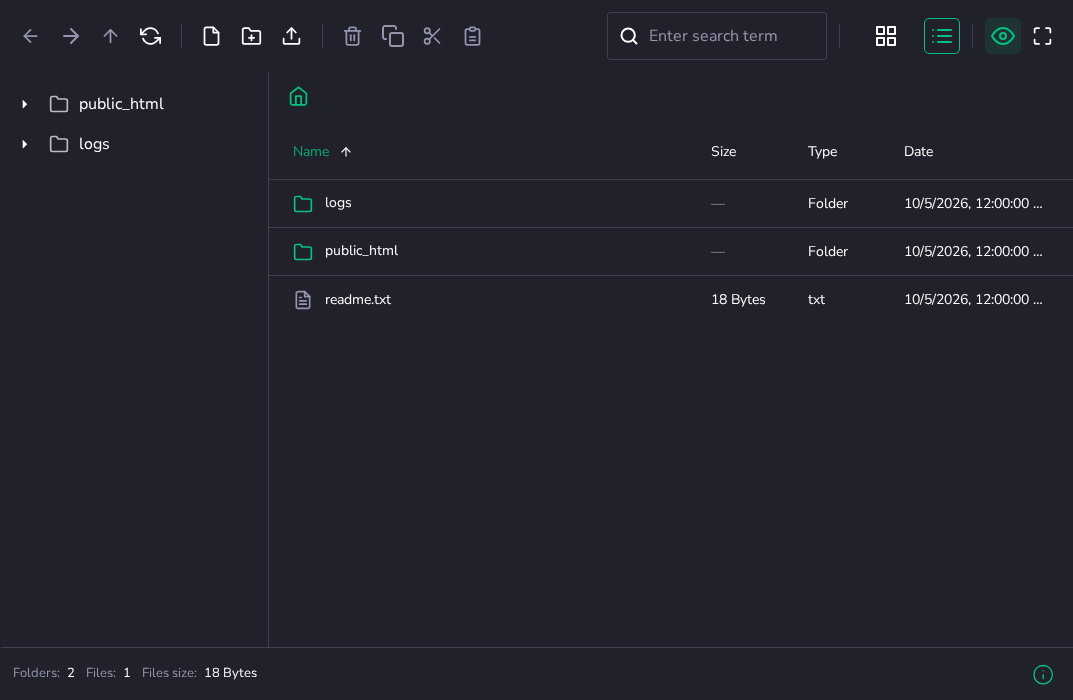 Enter search term
public_html
logs
Name Size Type Date
logs — Folder 10/5/2026, 12:00:00 ...
public_html — Folder 10/5/2026, 12:00:00 ...
readme.txt 18 Bytes txt 10/5/2026, 12:00:00 ...
Folders: 2 Files: 1 Files size: 18 Bytes